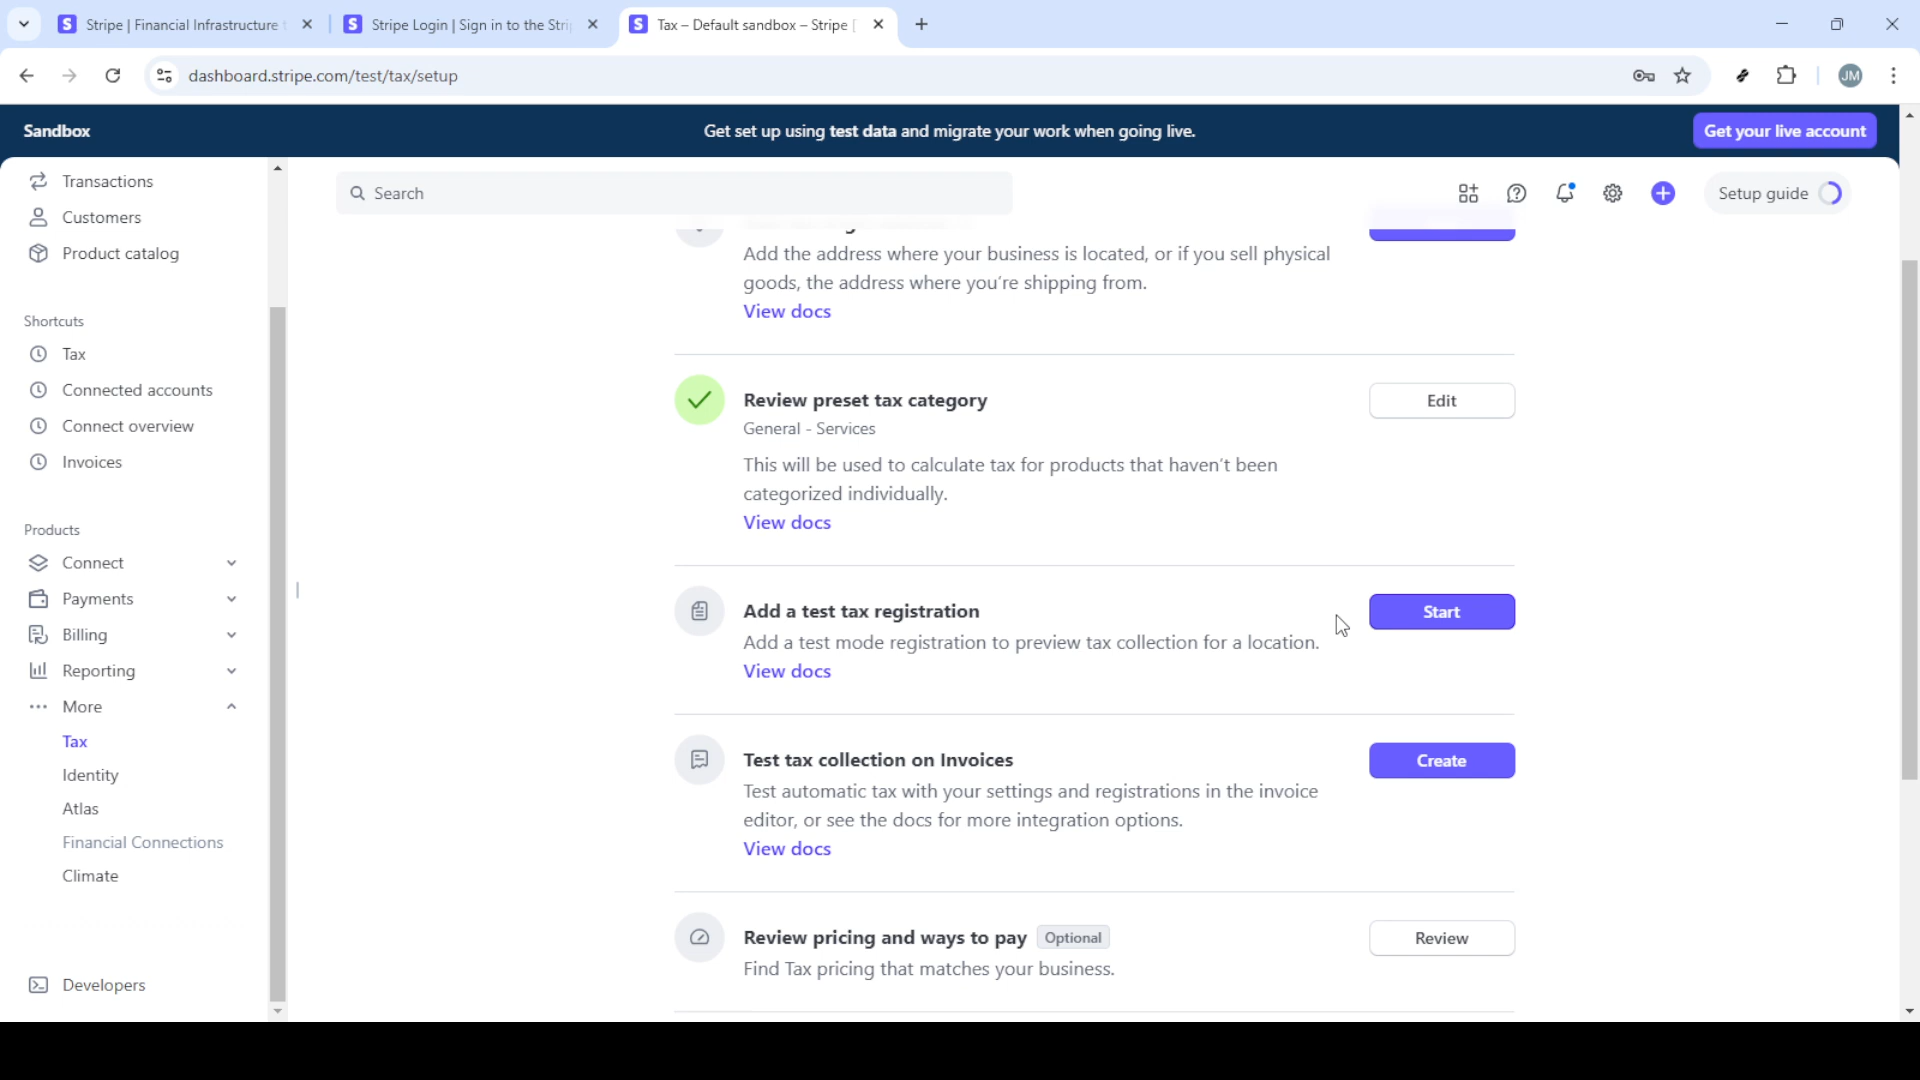 Stripe | Financial Infrastructure
Stripe Login | Sign in to the Stri
Tax – Default sandbox – Stripe [
dashboard.stripe.com/test/tax/setup
JM
Sandbox
Get set up using test data and migrate your work when going live.
Get your live account
Transactions
Customers
Product catalog
Shortcuts
Tax
Connected accounts
Connect overview
Invoices
Products
Connect
Payments
Billing
Reporting
More
Tax
Identity
Atlas
Financial Connections
Climate
Developers
Search
Setup guide
Add the address where your business is located, or if you sell physical
goods, the address where you're shipping from.
View docs
Review preset tax category
Edit
General - Services
This will be used to calculate tax for products that haven't been
categorized individually.
View docs
Add a test tax registration
Start
Add a test mode registration to preview tax collection for a location.
View docs
Test tax collection on Invoices
Create
Test automatic tax with your settings and registrations in the invoice
editor, or see the docs for more integration options.
View docs
Review pricing and ways to pay Optional
Review
Find Tax pricing that matches your business.